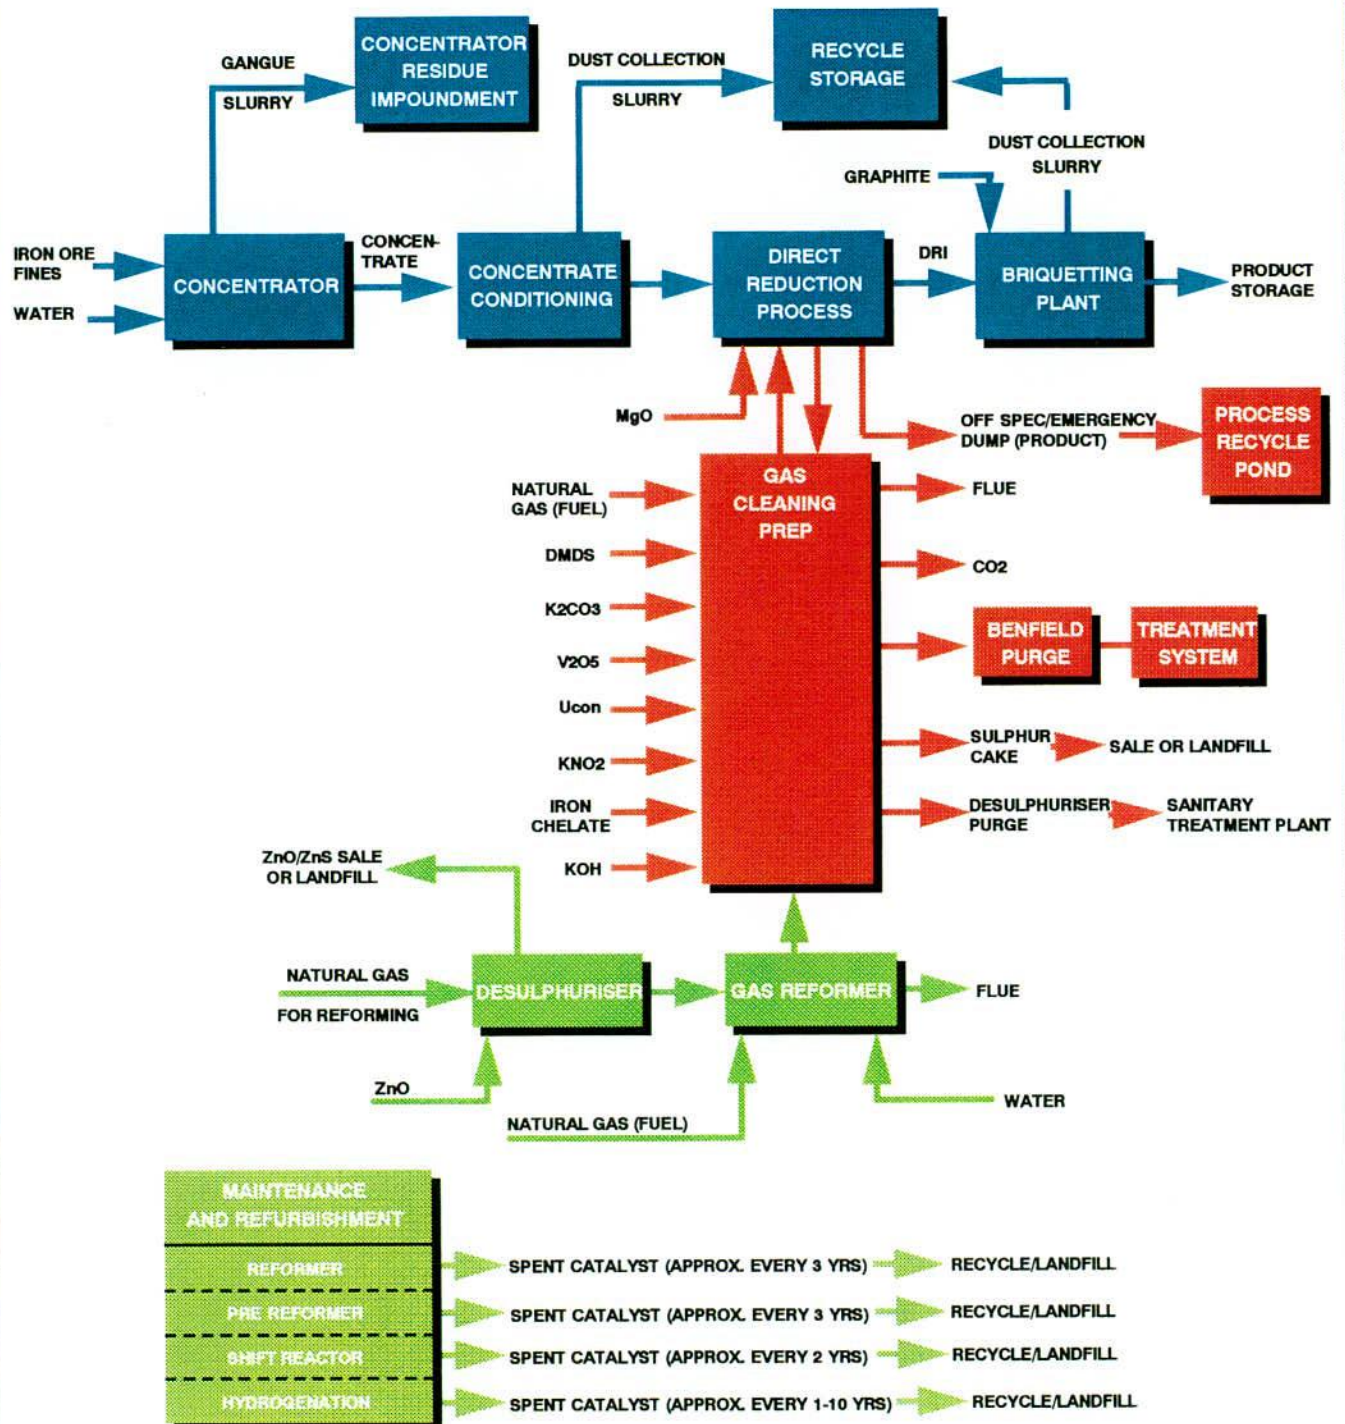 CONCENTRATOR
RESIDUE
IMPOUNDMENT
GANGUE
SLURRY
DUST COLLECTION
SLURRY
RECYCLE
STORAGE
DUST COLLECTION
SLURRY
GRAPHITE
IRON ORE
FINES
WATER
CONCENTRATOR
CONCEN-
TRATE
CONCENTRATE
CONDITIONING
DIRECT
REDUCTION
PROCESS
DRI
BRIQUETTING
PLANT
PRODUCT
STORAGE
MgO
OFF SPEC/EMERGENCY
DUMP (PRODUCT)
PROCESS
RECYCLE
POND
GAS
CLEANING
PREP
NATURAL
GAS (FUEL)
DMDS
K2CO3
V2O5
Ucon
KNO2
IRON
CHELATE
KOH
FLUE
CO2
BENFIELD
PURGE
TREATMENT
SYSTEM
SULPHUR
CAKE
SALE OR LANDFILL
DESULPHURISER
PURGE
SANITARY
TREATMENT PLANT
ZnO/ZnS SALE
OR LANDFILL
NATURAL GAS
FOR REFORMING
DESULPHURISER
GAS REFORMER
FLUE
ZnO
NATURAL GAS (FUEL)
WATER
MAINTENANCE
AND REFURBISHMENT
REFORMER
SPENT CATALYST (APPROX. EVERY 3 YRS)
RECYCLE/LANDFILL
PRE REFORMER
SPENT CATALYST (APPROX. EVERY 3 YRS)
RECYCLE/LANDFILL
SHIFT REACTOR
SPENT CATALYST (APPROX. EVERY 2 YRS)
RECYCLE/LANDFILL
HYDROGENATION
SPENT CATALYST (APPROX. EVERY 1-10 YRS)
RECYCLE/LANDFILL